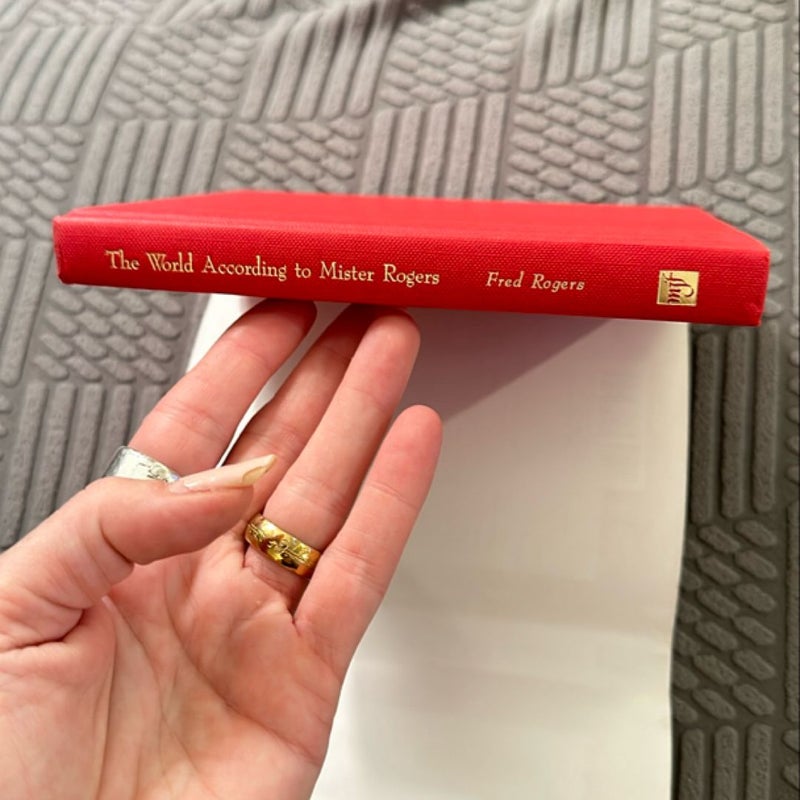 The World According to Mister Rogers
Fred Rogers